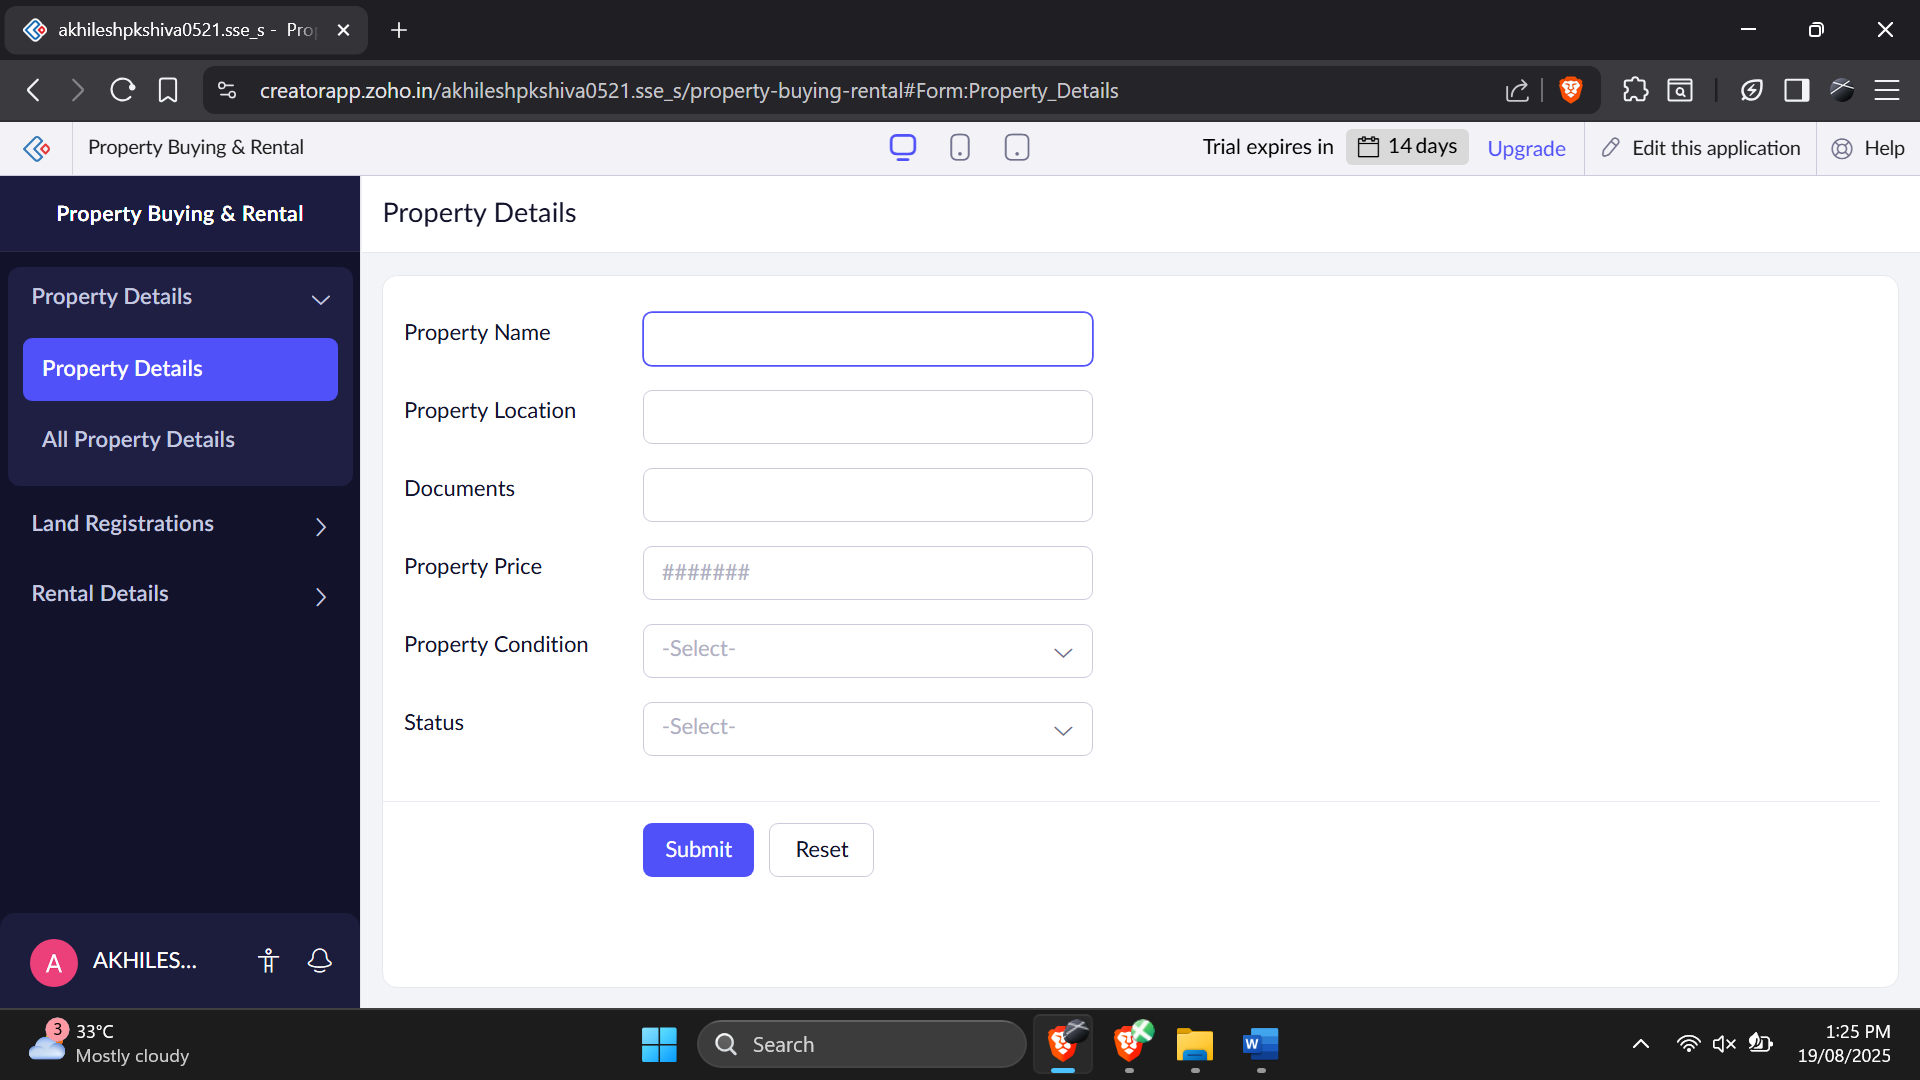 akhileshpkshiva0521.sse_s - Prop
creatorapp.zoho.in/akhileshpkshiva0521.sse_s/property-buying-rental#Form:Property_Details
Property Buying & Rental
Trial expires in
14 days
Upgrade
Edit this application
Help
Property Buying & Rental
Property Details
Property Details
All Property Details
Land Registrations
Rental Details
A
AKHILES...
Property Details
Property Name
Property Location
Documents
Property Price
#######
Property Condition
-Select-
Status
-Select-
Submit
Reset
3
33°C
Mostly cloudy
Search
W
1:25 PM
19/08/2025